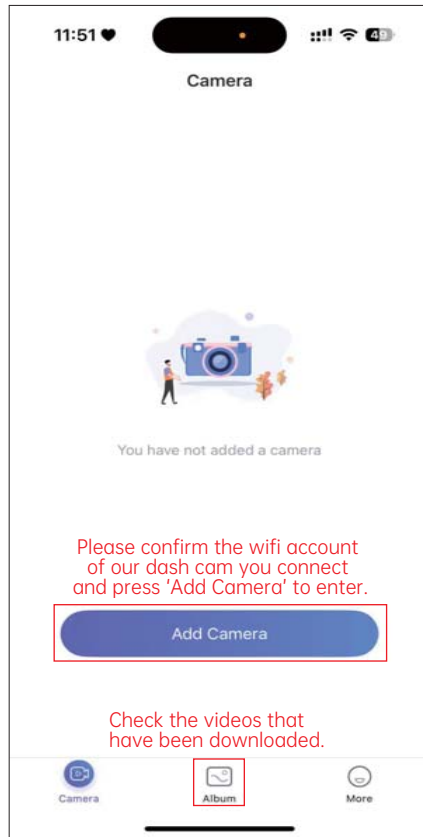 11:51
49
Camera
You have not added a camera
Please confirm the wifi account
of our dash cam you connect
and press 'Add Camera' to enter.
Add Camera
Check the videos that
have been downloaded.
Camera
Album
More